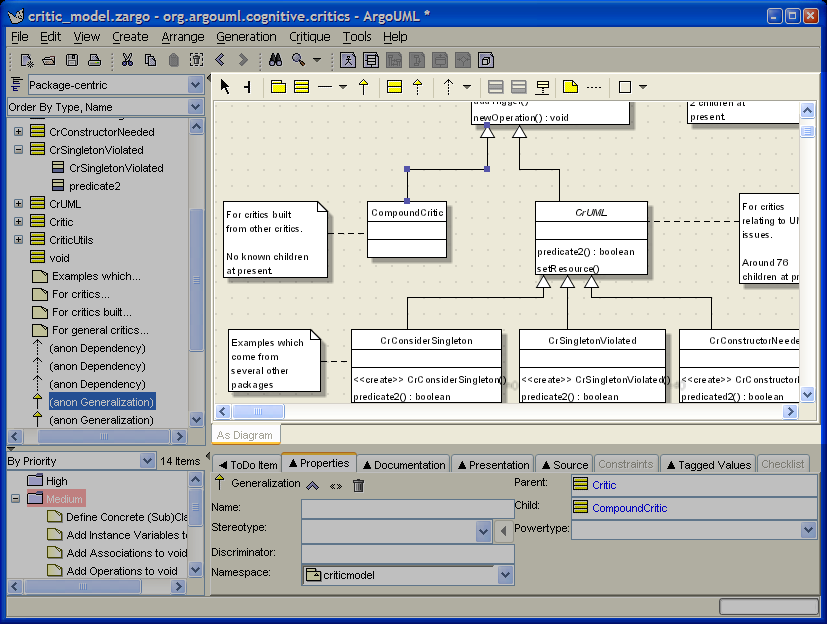 critic_model.zargo - org.argouml.cognitive.critics - ArgoUML *
File Edit View Create Arrange Generation Critique Tools Help
Package-centric
Order By Type, Name
CrConstructorNeeded
CrSingletonViolated
CrSingletonViolated
predicate2
CrUML
Critic
CriticUtils
void
Examples which...
For critics...
For critics built...
For general critics...
(anon Dependency)
(anon Dependency)
(anon Dependency)
(anon Generalization)
(anon Generalization)
By Priority
14 Items
High
Medium
Define Concrete (Sub)Cla
Add Instance Variables to
Add Associations to void
Add Operations to void
newOperation() : void
2 children at
present.
For critics built
from other critics.
No known children
at present.
CompoundCritic
CrUML
predicate2() : boolean
setResource()
For critics
relating to UM
issues.
Around 76
children at pr
Examples which
come from
several other
packages
CrConsiderSingleton
<<create>> CrConsiderSingleton()
predicate2() : boolean
CrSingletonViolated
<<create>> CrSingletonViolated()
predicate2() : boolean
CrConstructorNeede
<<create>> CrConstructorN
predicated2() : boolean
As Diagram
ToDo Item
Properties
Documentation
Presentation
Source
Constraints
Tagged Values
Checklist
Generalization
Name:
Stereotype:
Discriminator:
Namespace:
criticmodel
Parent:
Critic
Child:
CompoundCritic
Powertype: